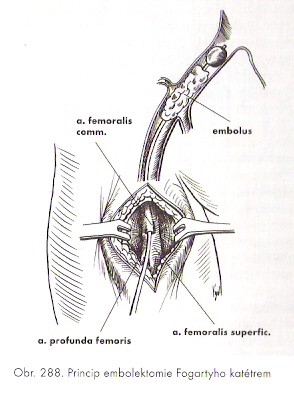 a. femoralis
comm.
embolus
a. profunda femoris
a. femoralis superfic.
Obr. 288. Princip embolektomie Fogartyho katétrem